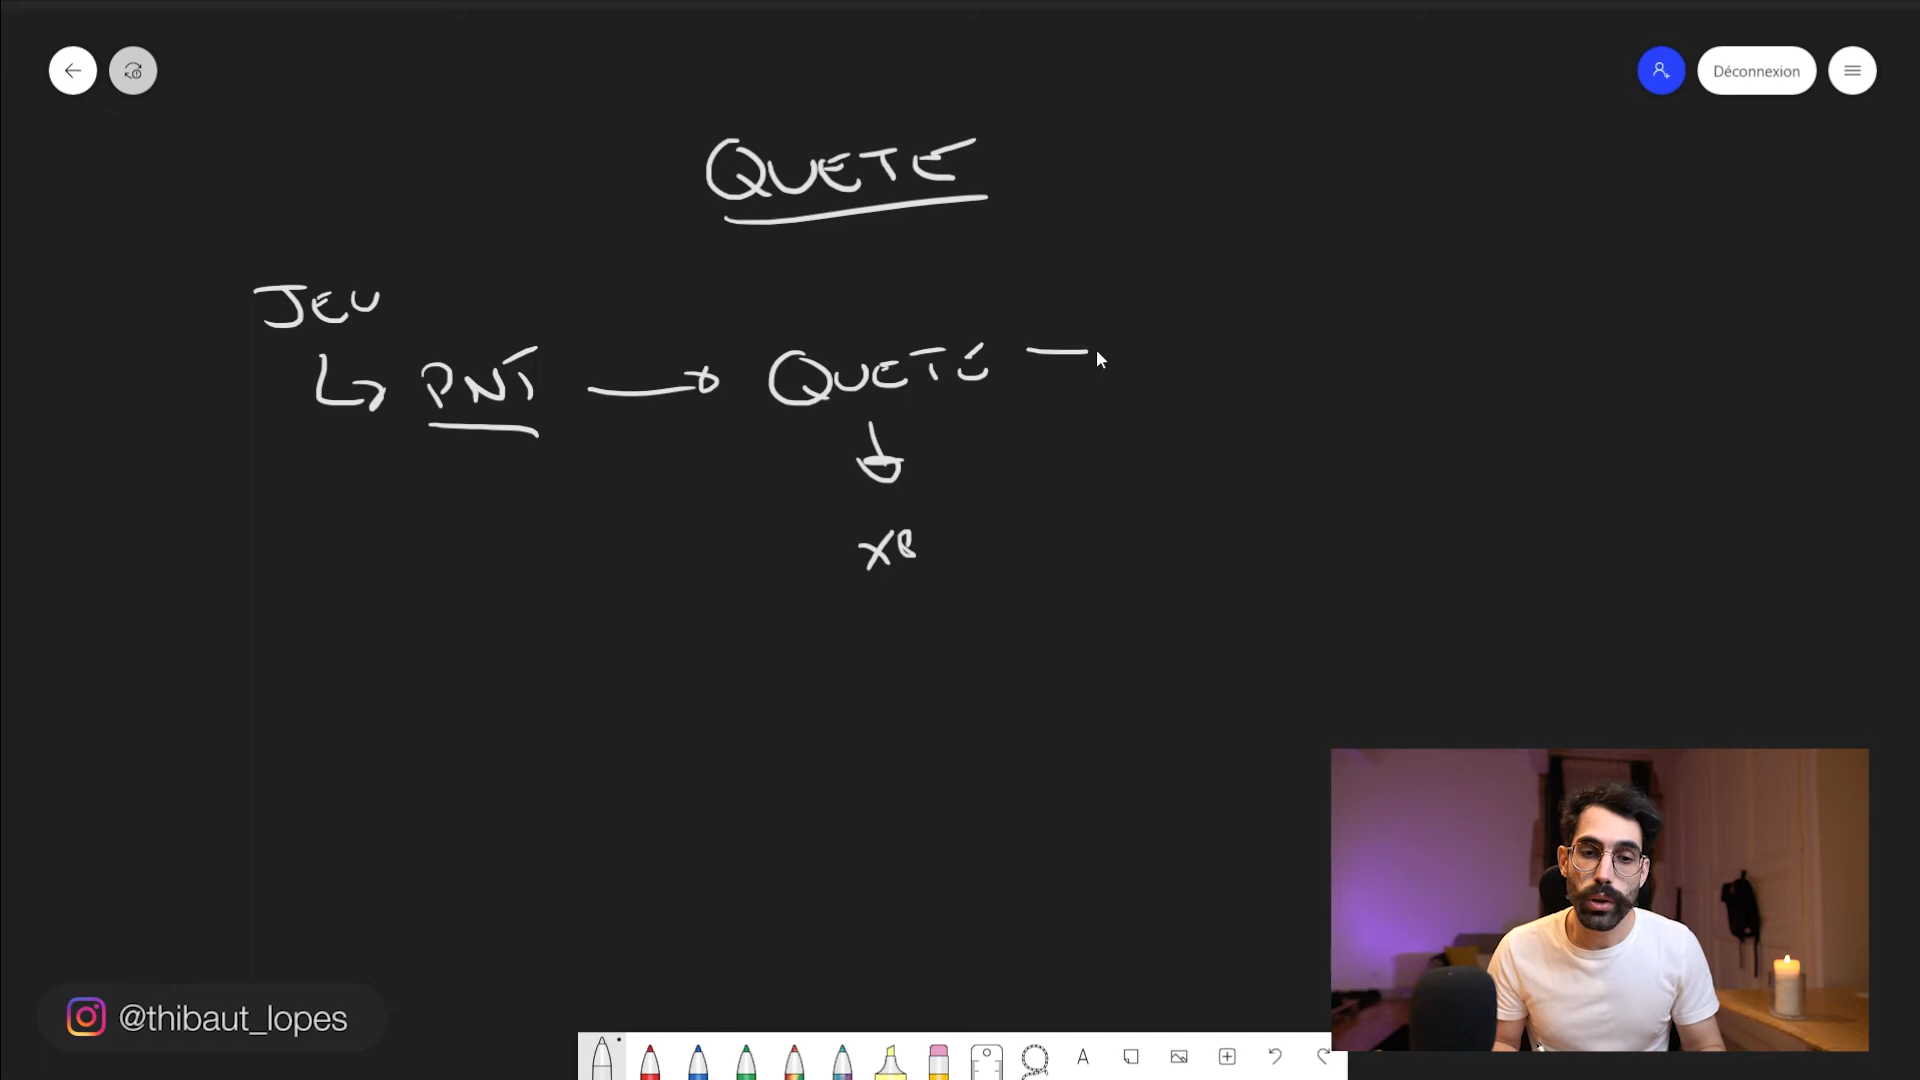 Déconnexion
QUETE
JEU
PNJ QUETE
XP
@thibaut_lopes
A